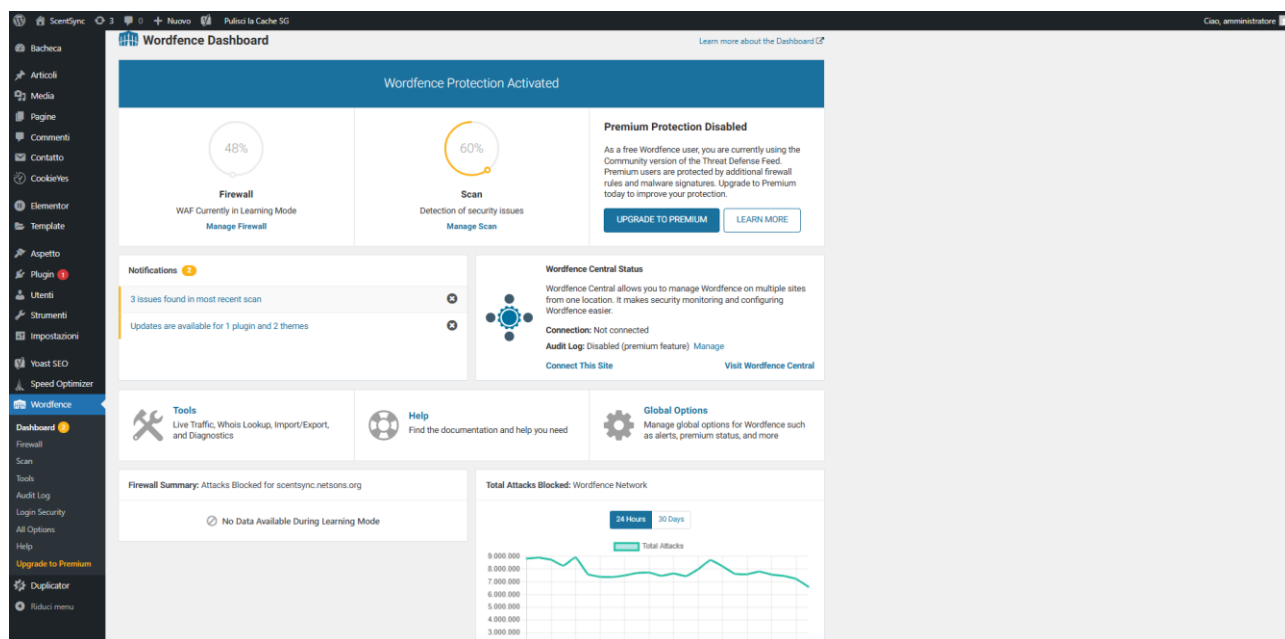 ScentSync 3 0 + Nuovo Pulisci la Cache SG
Ciao, amministratore
Bacheca
Articoli
Media
Pagine
Commenti
Contatto
CookieYes
Elementor
Template
Aspetto
Plugin 1
Utenti
Strumenti
Impostazioni
Yoast SEO
Speed Optimizer
Wordfence
Dashboard 2
Firewall
Scan
Tools
Audit Log
Login Security
All Options
Help
Upgrade to Premium
Duplicator
Riduci menu
Wordfence Dashboard
Learn more about the Dashboard
Wordfence Protection Activated
48%
Firewall
WAF Currently in Learning Mode
Manage Firewall
60%
Scan
Detection of security issues
Manage Scan
Premium Protection Disabled
As a free Wordfence user, you are currently using the
Community version of the Threat Defense Feed.
Premium users are protected by additional firewall
rules and malware signatures. Upgrade to Premium
today to improve your protection.
UPGRADE TO PREMIUM
LEARN MORE
Notifications 2
3 issues found in most recent scan
Updates are available for 1 plugin and 2 themes
Wordfence Central Status
Wordfence Central allows you to manage Wordfence on multiple sites
from one location. It makes security monitoring and configuring
Wordfence easier.
Connection: Not connected
Audit Log: Disabled (premium feature) Manage
Connect This Site
Visit Wordfence Central
Tools
Live Traffic, Whois Lookup, Import/Export,
and Diagnostics
Help
Find the documentation and help you need
Global Options
Manage global options for Wordfence such
as alerts, premium status, and more
Firewall Summary: Attacks Blocked for scentsync.netsons.org
No Data Available During Learning Mode
Total Attacks Blocked: Wordfence Network
24 Hours
30 Days
Total Attacks
9.000.000
8.000.000
7.000.000
6.000.000
5.000.000
4.000.000
3.000.000